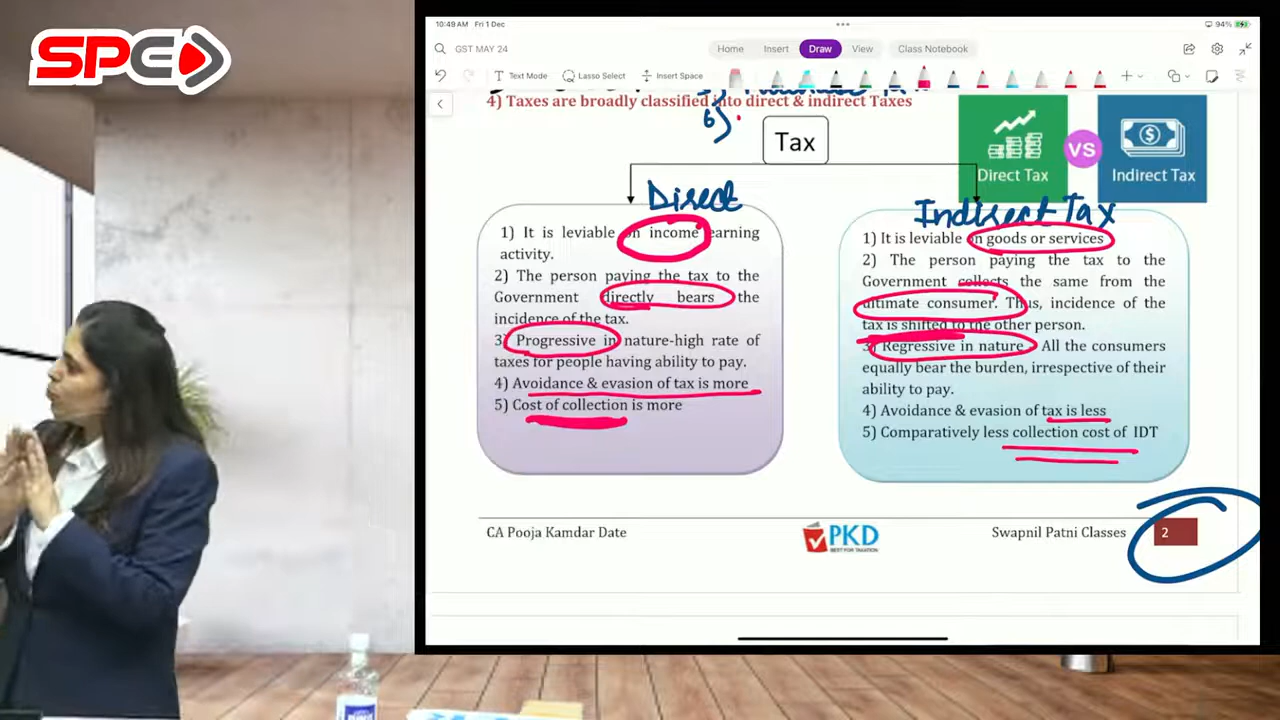 SPED
10:49 AM Fri 1 Dec
94%
GST MAY 24
Home Insert Draw View Class Notebook
Text Mode Lasso Select Insert Space
4) Taxes are broadly classified into direct & indirect Taxes
6)
Tax
Direct Tax VS Indirect Tax
Direct
1) It is leviable on income earning
activity.
2) The person paying the tax to the
Government directly bears the
incidence of the tax.
3) Progressive in nature-high rate of
taxes for people having ability to pay.
4) Avoidance & evasion of tax is more
5) Cost of collection is more
Indirect Tax
1) It is leviable on goods or services
2) The person paying the tax to the
Government collects the same from the
ultimate consumer. Thus, incidence of the
tax is shifted to the other person.
3) Regressive in nature - All the consumers
equally bear the burden, irrespective of their
ability to pay.
4) Avoidance & evasion of tax is less
5) Comparatively less collection cost of IDT
CA Pooja Kamdar Date
PKD
BEST FOR TAXATION
Swapnil Patni Classes
2